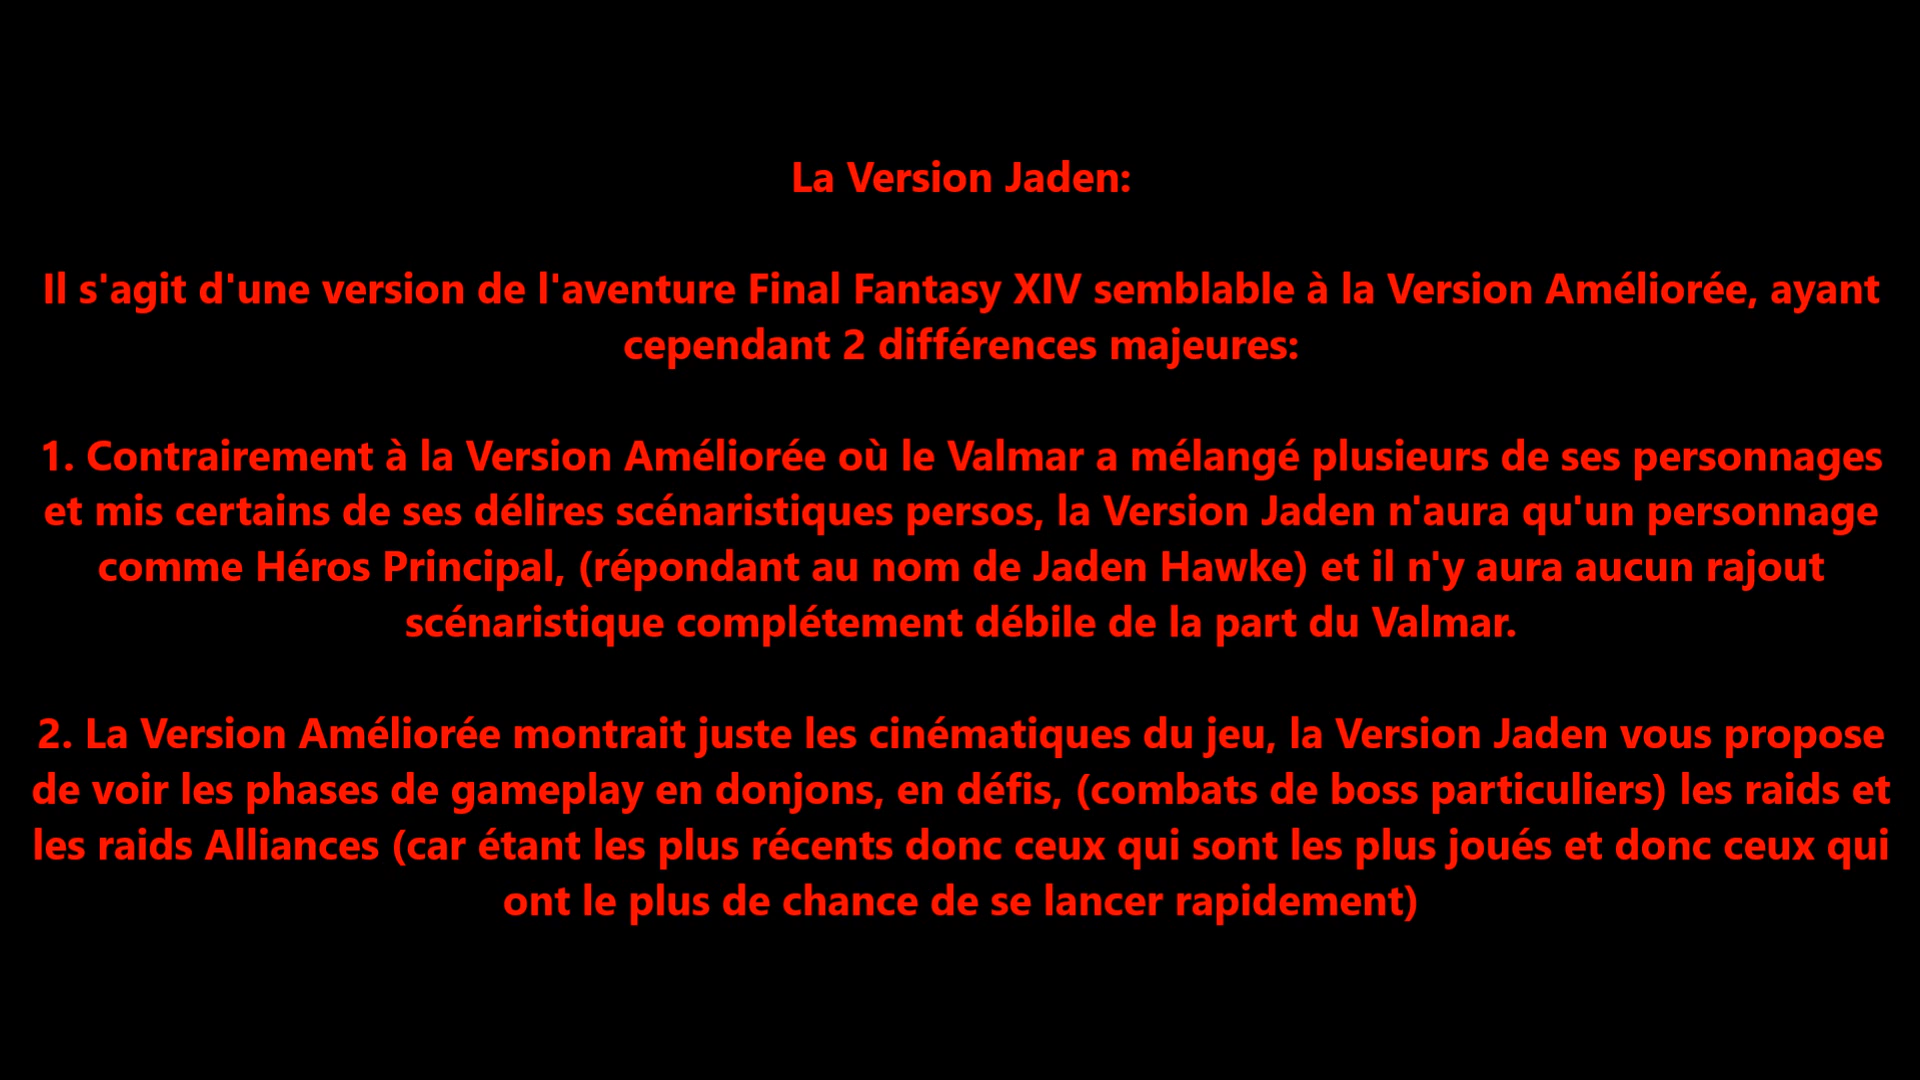 La Version Jaden:
Il s'agit d'une version de l'aventure Final Fantasy XIV semblable à la Version Améliorée, ayant
cependant 2 différences majeures:
1. Contrairement à la Version Améliorée où le Valmar a mélangé plusieurs de ses personnages
et mis certains de ses délires scénaristiques persos, la Version Jaden n'aura qu'un personnage
comme Héros Principal, (répondant au nom de Jaden Hawke) et il n'y aura aucun rajout
scénaristique complétement débile de la part du Valmar.
2. La Version Améliorée montrait juste les cinématiques du jeu, la Version Jaden vous propose
de voir les phases de gameplay en donjons, en défis, (combats de boss particuliers) les raids et
les raids Alliances (car étant les plus récents donc ceux qui sont les plus joués et donc ceux qui
ont le plus de chance de se lancer rapidement)